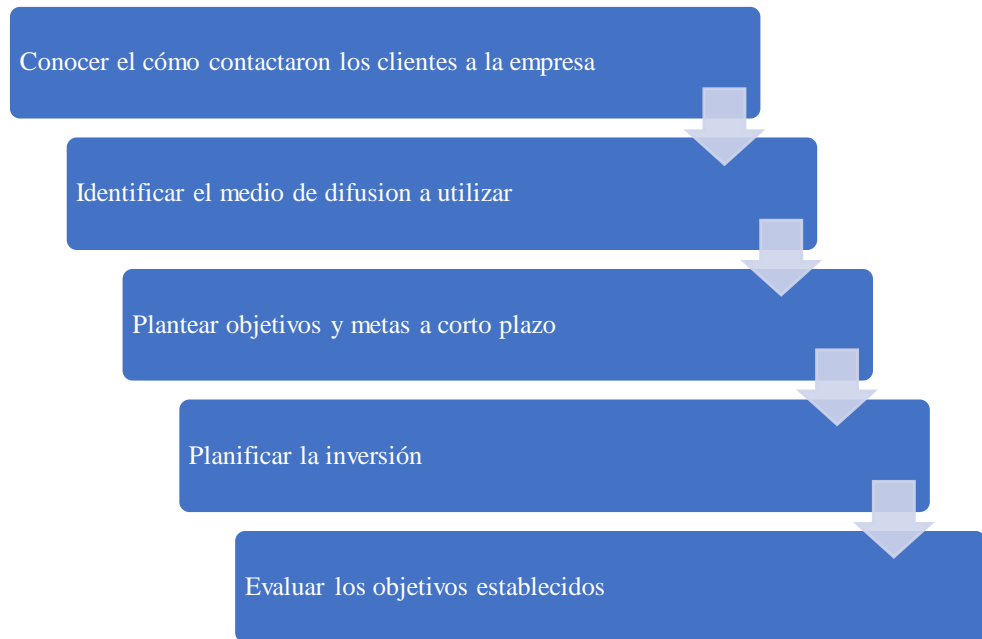 Conocer el cómo contactaron los clientes a la empresa
Identificar el medio de difusion a utilizar
Plantear objetivos y metas a corto plazo
Planificar la inversión
Evaluar los objetivos establecidos